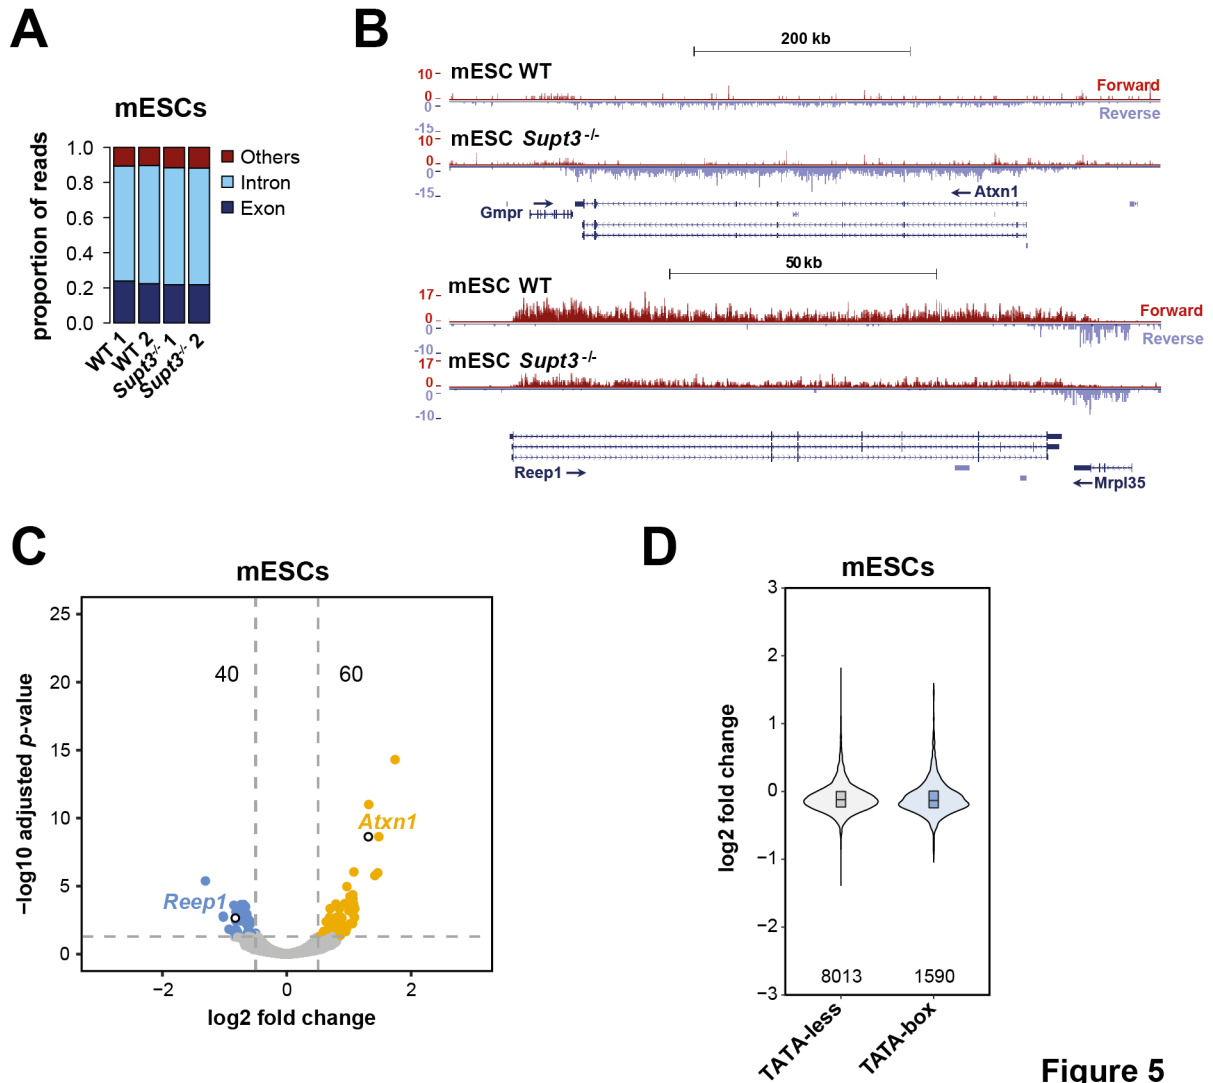 A
mESCs
proportion of reads
1.0
0.8
0.6
0.4
0.2
0.0
Others
Intron
Exon
WT 1
WT 2
Supt3-/- 1
Supt3-/- 2
B
200 kb
mESC WT
10
0
0
-15
Forward
Reverse
mESC Supt3 -/-
10
0
0
-15
Atxn1
Gmpr
50 kb
mESC WT
17
0
0
-10
Forward
Reverse
mESC Supt3 -/-
17
0
0
-10
Reep1
Mrpl35
C
mESCs
−log10 adjusted p-value
25
20
15
10
5
0
40
60
Atxn1
Reep1
−2
0
2
log2 fold change
D
mESCs
log2 fold change
3
2
1
0
−1
−2
−3
8013
1590
TATA-less
TATA-box
Figure 5